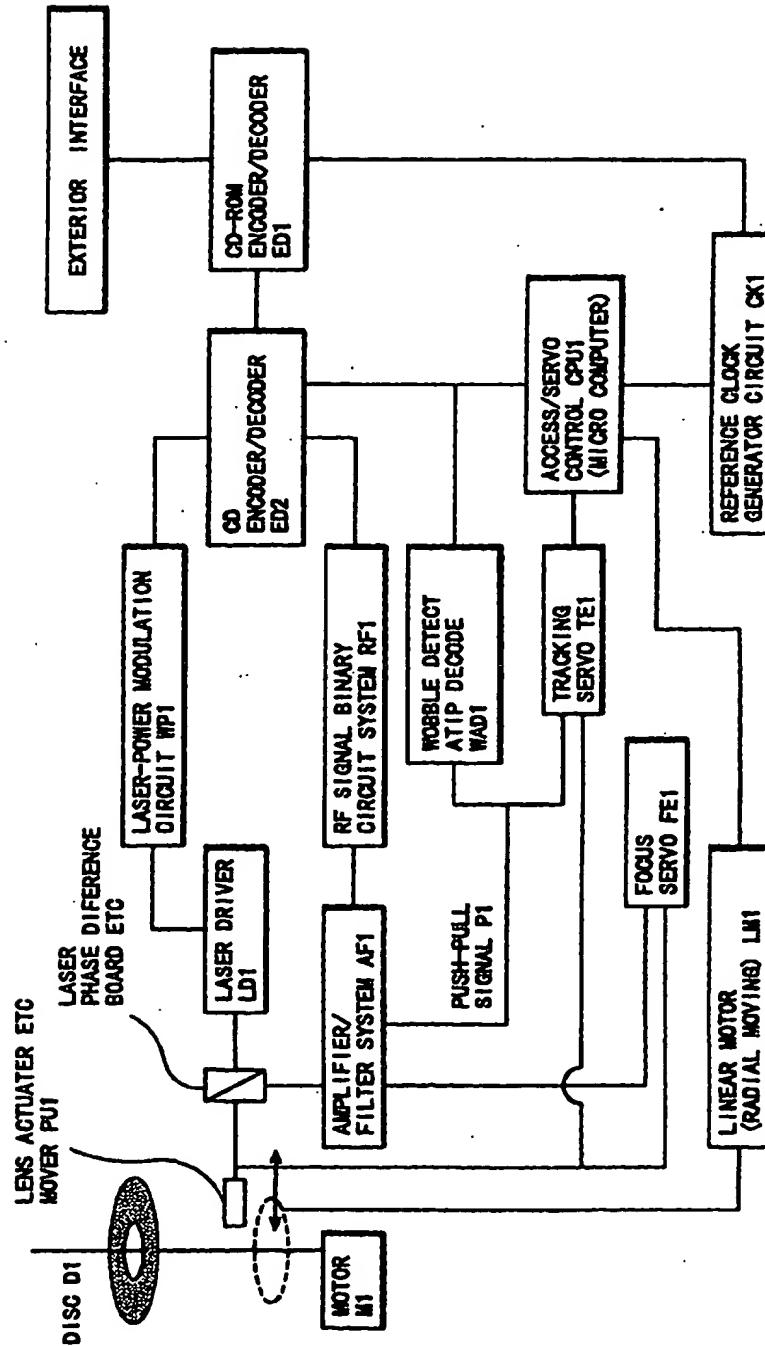 DISC D1
LENS ACTUATER ETC
MOVER PU1
LASER
PHASE DIFERENCE
BOARD ETC
MOTOR
M1
LASER DRIVER
LD1
LASER-POWER MODULATION
CIRCUIT WP1
CD
ENCODER/DECODER
ED2
CD-ROM
ENCODER/DECODER
ED1
EXTERIOR INTERFACE
AMPLIFIER/
FILTER SYSTEM AF1
RF SIGNAL BINARY
CIRCUIT SYSTEM RF1
PUSH-PULL
SIGNAL P1
WOBBLE DETECT
ATIP DECODE
WAD1
TRACKING
SERVO TE1
ACCESS/SERVO
CONTROL CPU1
(MICRO COMPUTER)
FOCUS
SERVO FE1
LINEAR MOTOR
(RADIAL MOVING) LM1
REFERENCE CLOCK
GENERATOR CIRCUIT CK1